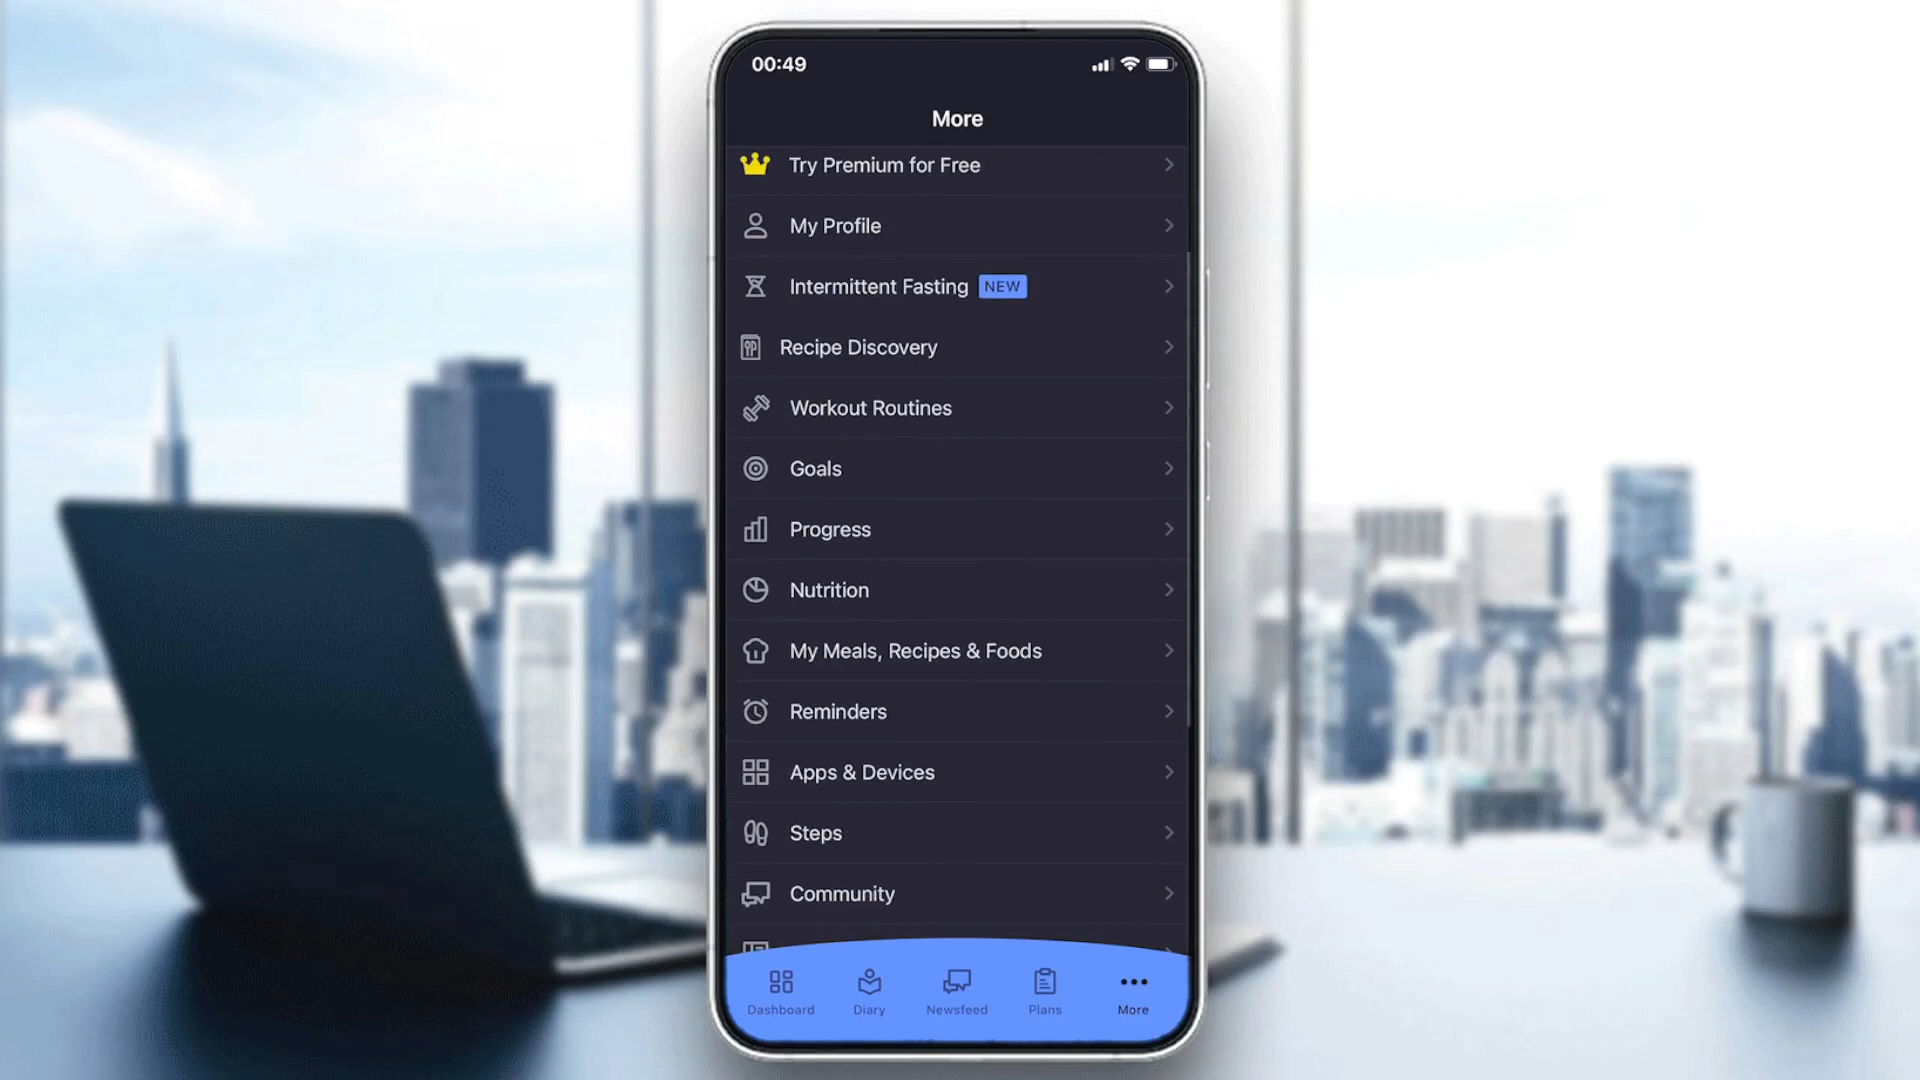 00:49
More
Try Premium for Free
My Profile
Intermittent Fasting NEW
Recipe Discovery
Workout Routines
Goals
Progress
Nutrition
My Meals, Recipes & Foods
Reminders
Apps & Devices
Steps
Community
Dashboard Diary Newsfeed Plans More